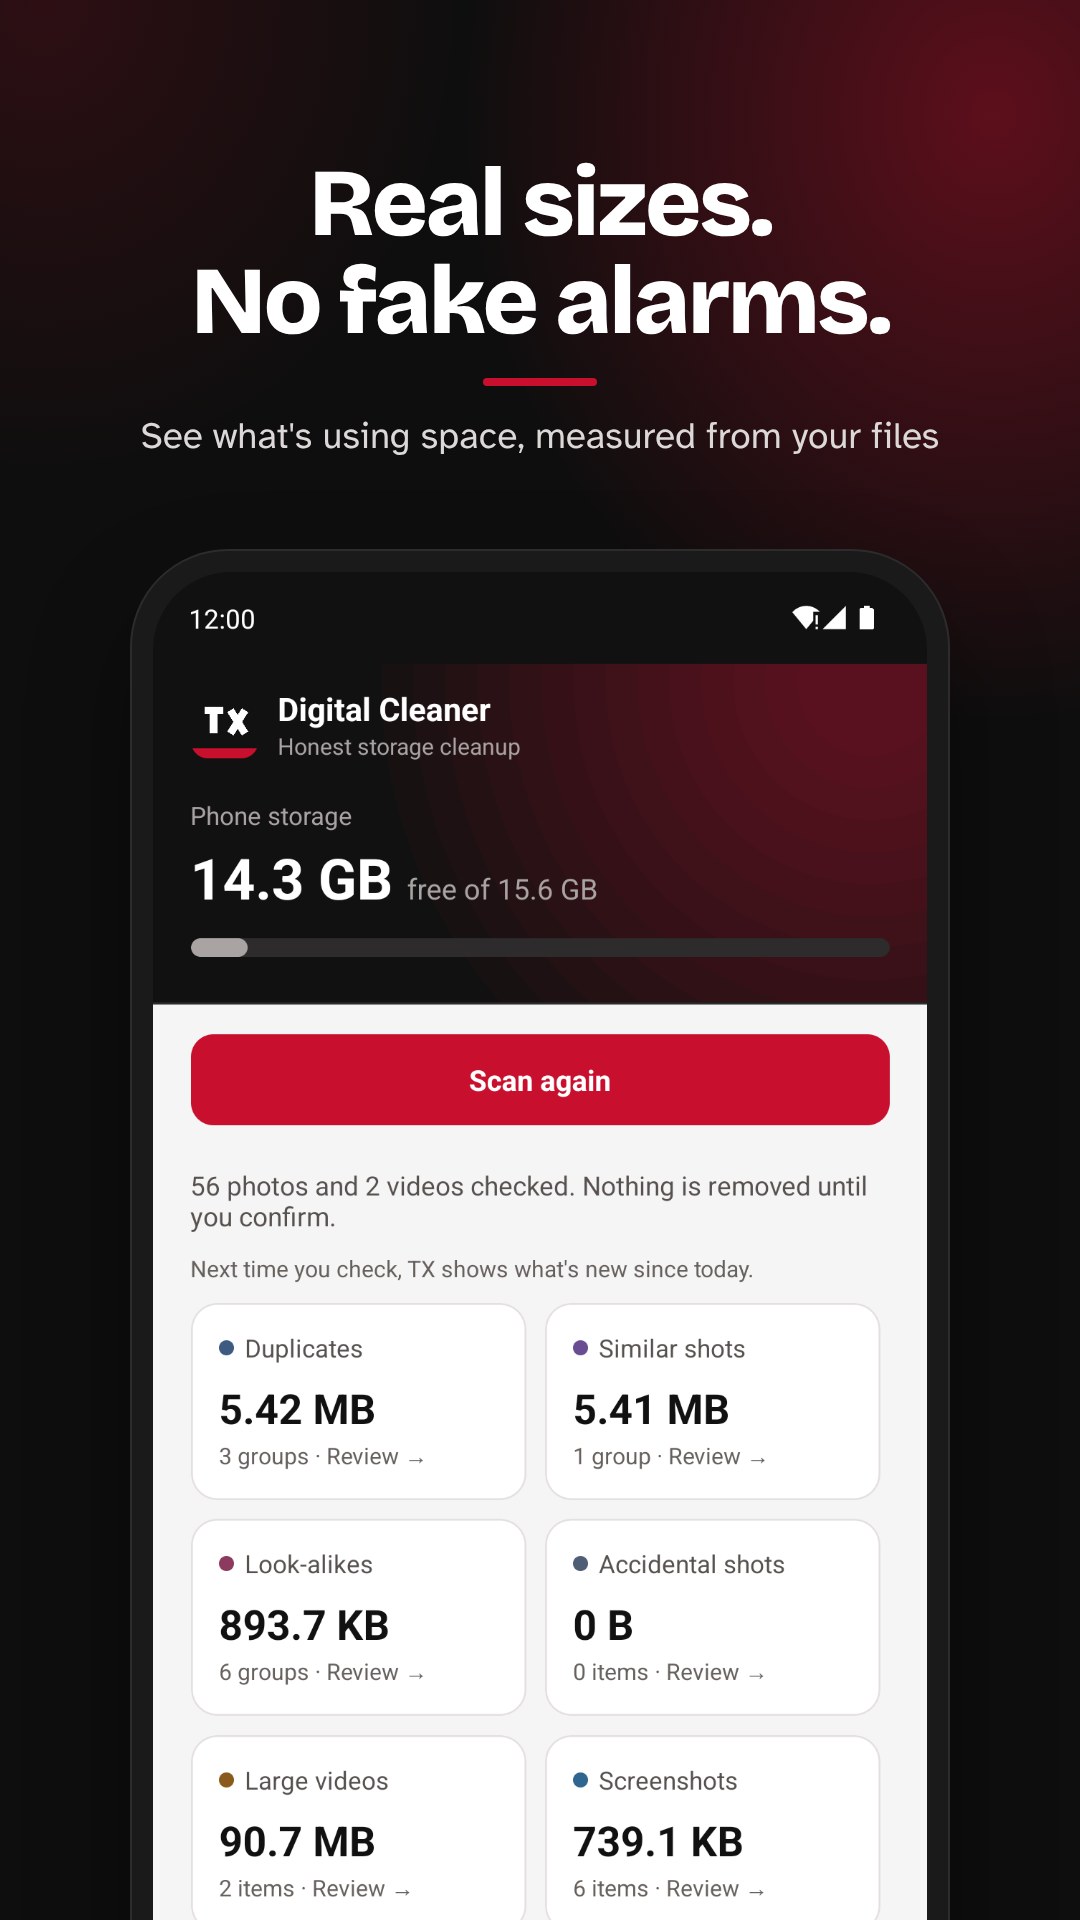 Real sizes.
No fake alarms.
See what's using space, measured from your files
12:00
TX
Digital Cleaner
Honest storage cleanup
Phone storage
14.3 GB free of 15.6 GB
Scan again
56 photos and 2 videos checked. Nothing is removed until
you confirm.
Next time you check, TX shows what's new since today.
Duplicates
5.42 MB
3 groups · Review →
Similar shots
5.41 MB
1 group · Review →
Look-alikes
893.7 KB
6 groups · Review →
Accidental shots
0 B
0 items · Review →
Large videos
90.7 MB
2 items · Review →
Screenshots
739.1 KB
6 items · Review →